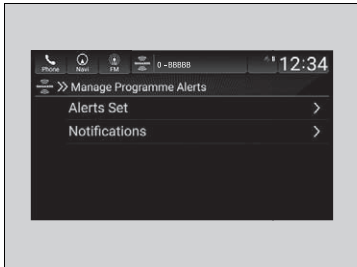 Phone Navi FM 0-BBBBB 12:34
Manage Programme Alerts
Alerts Set
Notifications